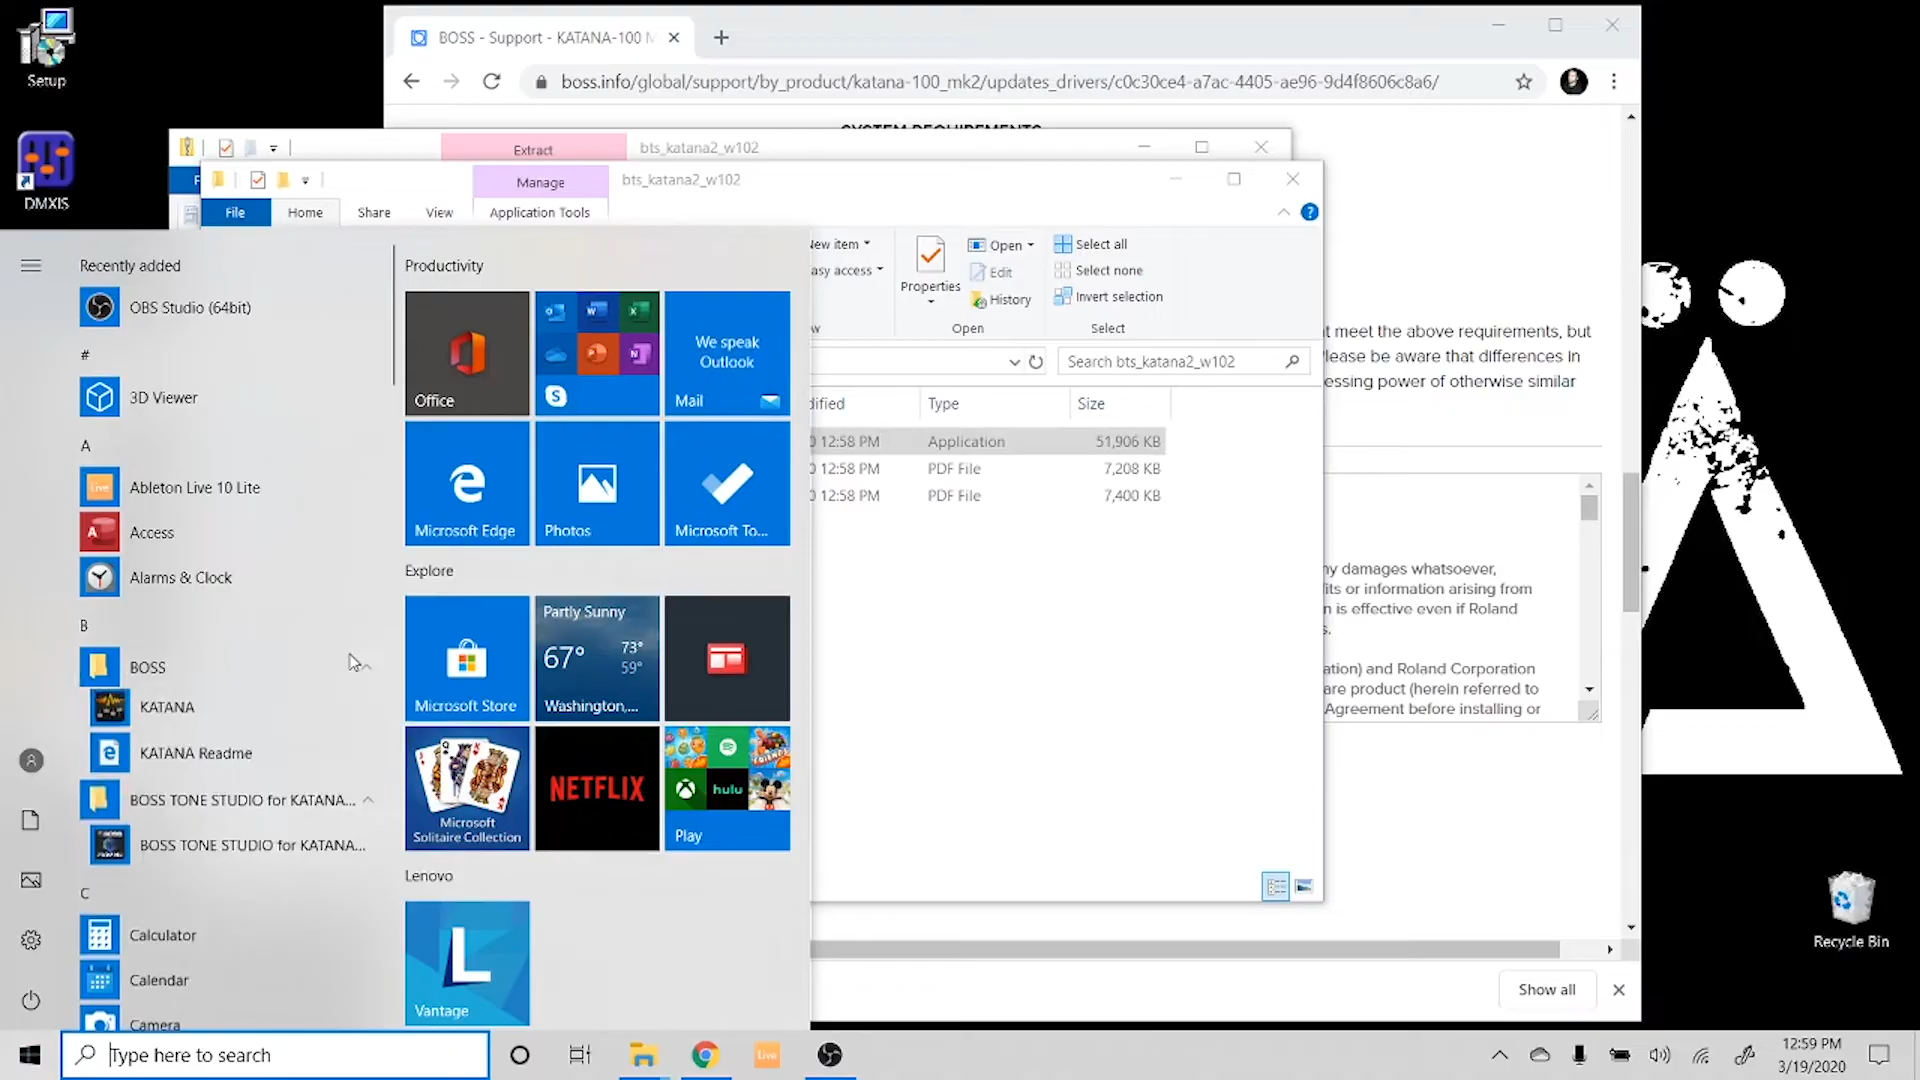 Setup
DMXIS
BOSS - Support - KATANA-100 M
boss.info/global/support/by_product/katana-100_mk2/updates_drivers/c0c30ce4-a7ac-4405-ae96-9d4f8606c8a6/
SYSTEM REQUIREMENTS
Extract
bts_katana2_w102
Manage
bts_katana2_w102
File
Home
Share
View
Application Tools
New item
Easy access
Properties
Open
Edit
History
Open
Select all
Select none
Invert selection
Select
Search bts_katana2_w102
Type
Size
12:58 PM
Application
51,906 KB
12:58 PM
PDF File
7,208 KB
12:58 PM
PDF File
7,400 KB
t meet the above requirements, but
Please be aware that differences in
essing power of otherwise similar
ny damages whatsoever,
fits or information arising from
n is effective even if Roland
s.
ation) and Roland Corporation
are product (herein referred to
Agreement before installing or
Show all
Recently added
OBS Studio (64bit)
#
3D Viewer
A
Live
Ableton Live 10 Lite
Access
Alarms & Clock
B
BOSS
KATANA
KATANA Readme
BOSS TONE STUDIO for KATANA...
BOSS TONE STUDIO for KATANA...
C
Calculator
Calendar
Camera
Productivity
Office
We speak
Outlook
Mail
Microsoft Edge
Photos
Microsoft To...
Explore
Microsoft Store
Partly Sunny
67°
73°
59°
Washington,...
Microsoft
Solitaire Collection
NETFLIX
hulu
Play
Lenovo
L
Vantage
Recycle Bin
Type here to search
Live
12:59 PM
3/19/2020